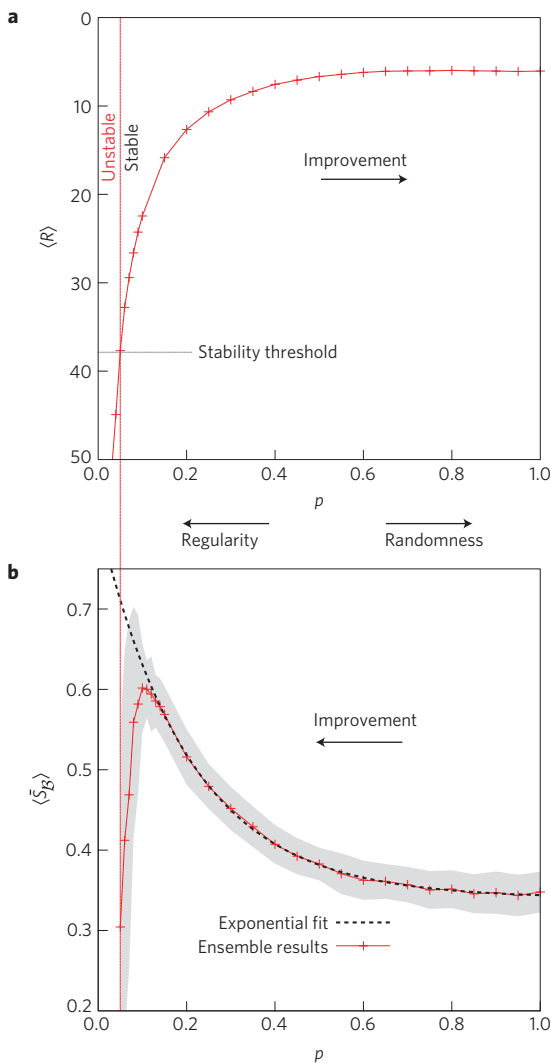 a
0
10
20
30
40
50
⟨R⟩
Unstable
Stable
Improvement
Stability threshold
0.0 0.2 0.4 0.6 0.8 1.0
p
Regularity Randomness
b
0.7
0.6
0.5
0.4
0.3
0.2
⟨S̄_ℬ⟩
Improvement
Exponential fit
Ensemble results
0.0 0.2 0.4 0.6 0.8 1.0
p